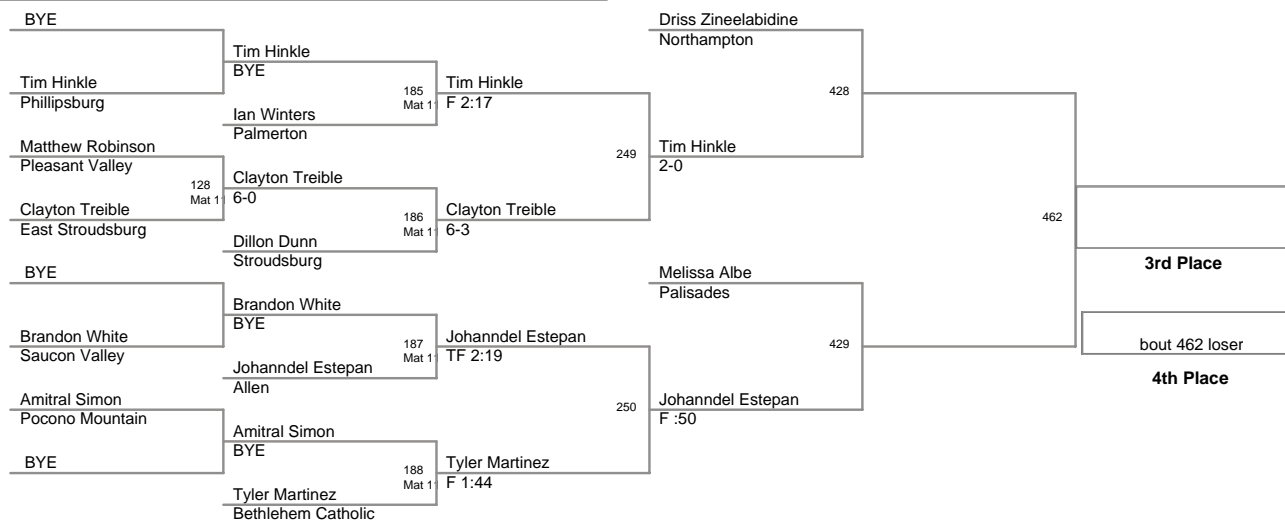 BYE
Tim Hinkle
Phillipsburg
Matthew Robinson
Pleasant Valley
Clayton Treible
East Stroudsburg
BYE
Brandon White
Saucon Valley
Amitral Simon
Pocono Mountain
BYE
128
Mat 11
Tim Hinkle
BYE
Ian Winters
Palmerton
Clayton Treible
6-0
Dillon Dunn
Stroudsburg
Brandon White
BYE
Johanndel Estepan
Allen
Amitral Simon
BYE
Tyler Martinez
Bethlehem Catholic
185
Mat 11
186
Mat 11
187
Mat 11
188
Mat 11
Tim Hinkle
F 2:17
Clayton Treible
6-3
Johanndel Estepan
TF 2:19
Tyler Martinez
F 1:44
249
250
Driss Zineelabidine
Northampton
Tim Hinkle
2-0
Melissa Albe
Palisades
Johanndel Estepan
F :50
428
429
462
3rd Place
bout 462 loser
4th Place